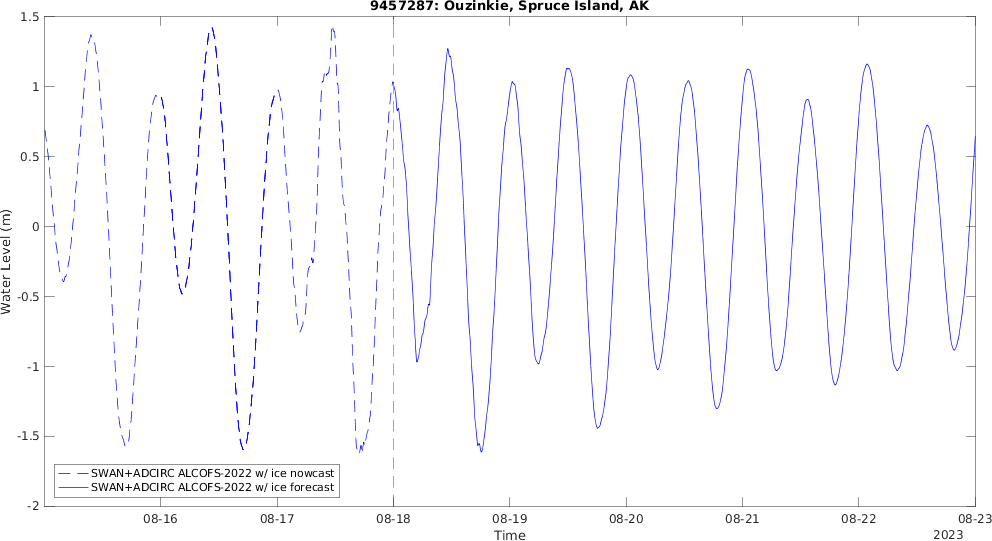 9457287: Ouzinkie, Spruce Island, AK
1.5
1
0.5
0
-0.5
-1
-1.5
-2
Water Level (m)
SWAN+ADCIRC ALCOFS-2022 w/ ice nowcast
SWAN+ADCIRC ALCOFS-2022 w/ ice forecast
08-16 08-17 08-18 08-19 08-20 08-21 08-22 08-23
Time
2023